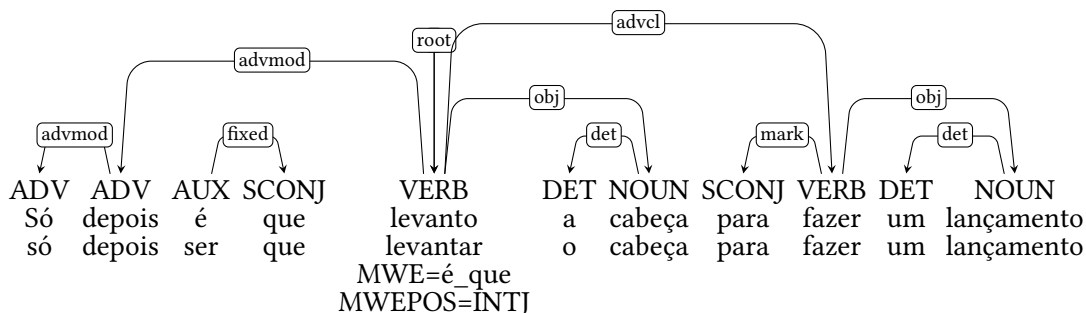 advcl
root
advmod
obj
obj
advmod
fixed
det
mark
det
ADV ADV AUX SCONJ VERB DET NOUN SCONJ VERB DET NOUN
Só depois é que levanto a cabeça para fazer um lançamento
só depois ser que levantar o cabeça para fazer um lançamento
MWE=é_que
MWEPOS=INTJ